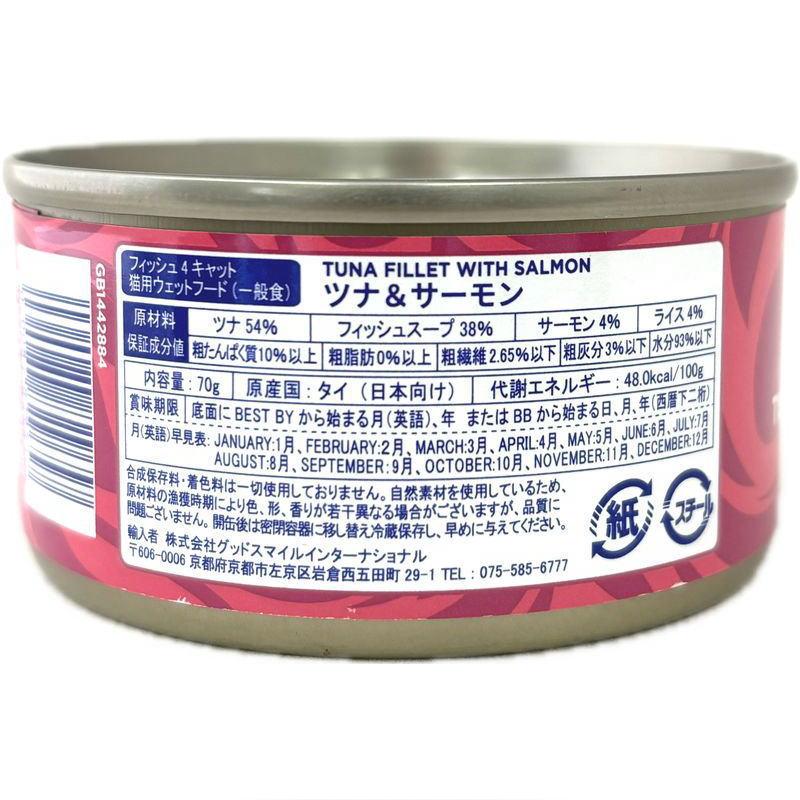 GB1442884
フィッシュ4キャット
猫用ウェットフード(一般食)
TUNA FILLET WITH SALMON
ツナ&サーモン
原材料 ツナ 54% フィッシュスープ 38% サーモン 4% ライス 4%
保証成分値 粗たんぱく質10%以上 粗脂肪0%以上 粗繊維2.65%以下 粗灰分3%以下 水分93%以下
内容量:70g 原産国:タイ(日本向け) 代謝エネルギー:48.0kcal/100g
賞味期限 底面に BEST BY から始まる月(英語)、年 または BB から始まる日、月、年(西暦下二桁)
月(英語)早見表: JANUARY:1月、FEBRUARY:2月、MARCH:3月、APRIL:4月、MAY:5月、JUNE:6月、JULY:7月
AUGUST:8月、SEPTEMBER:9月、OCTOBER:10月、NOVEMBER:11月、DECEMBER:12月
合成保存料・着色料は一切使用しておりません。自然素材を使用しているため、
原材料の漁獲時期により色、形、香りが若干異なる場合がございますが、品質に
問題ございません。開缶後は密閉容器に移し替え冷蔵保存し、早めに与えてください。
輸入者 株式会社グッドスマイルインターナショナル
〒606-0006 京都府京都市左京区岩倉西五田町 29-1 TEL:075-585-6777
紙
スチール